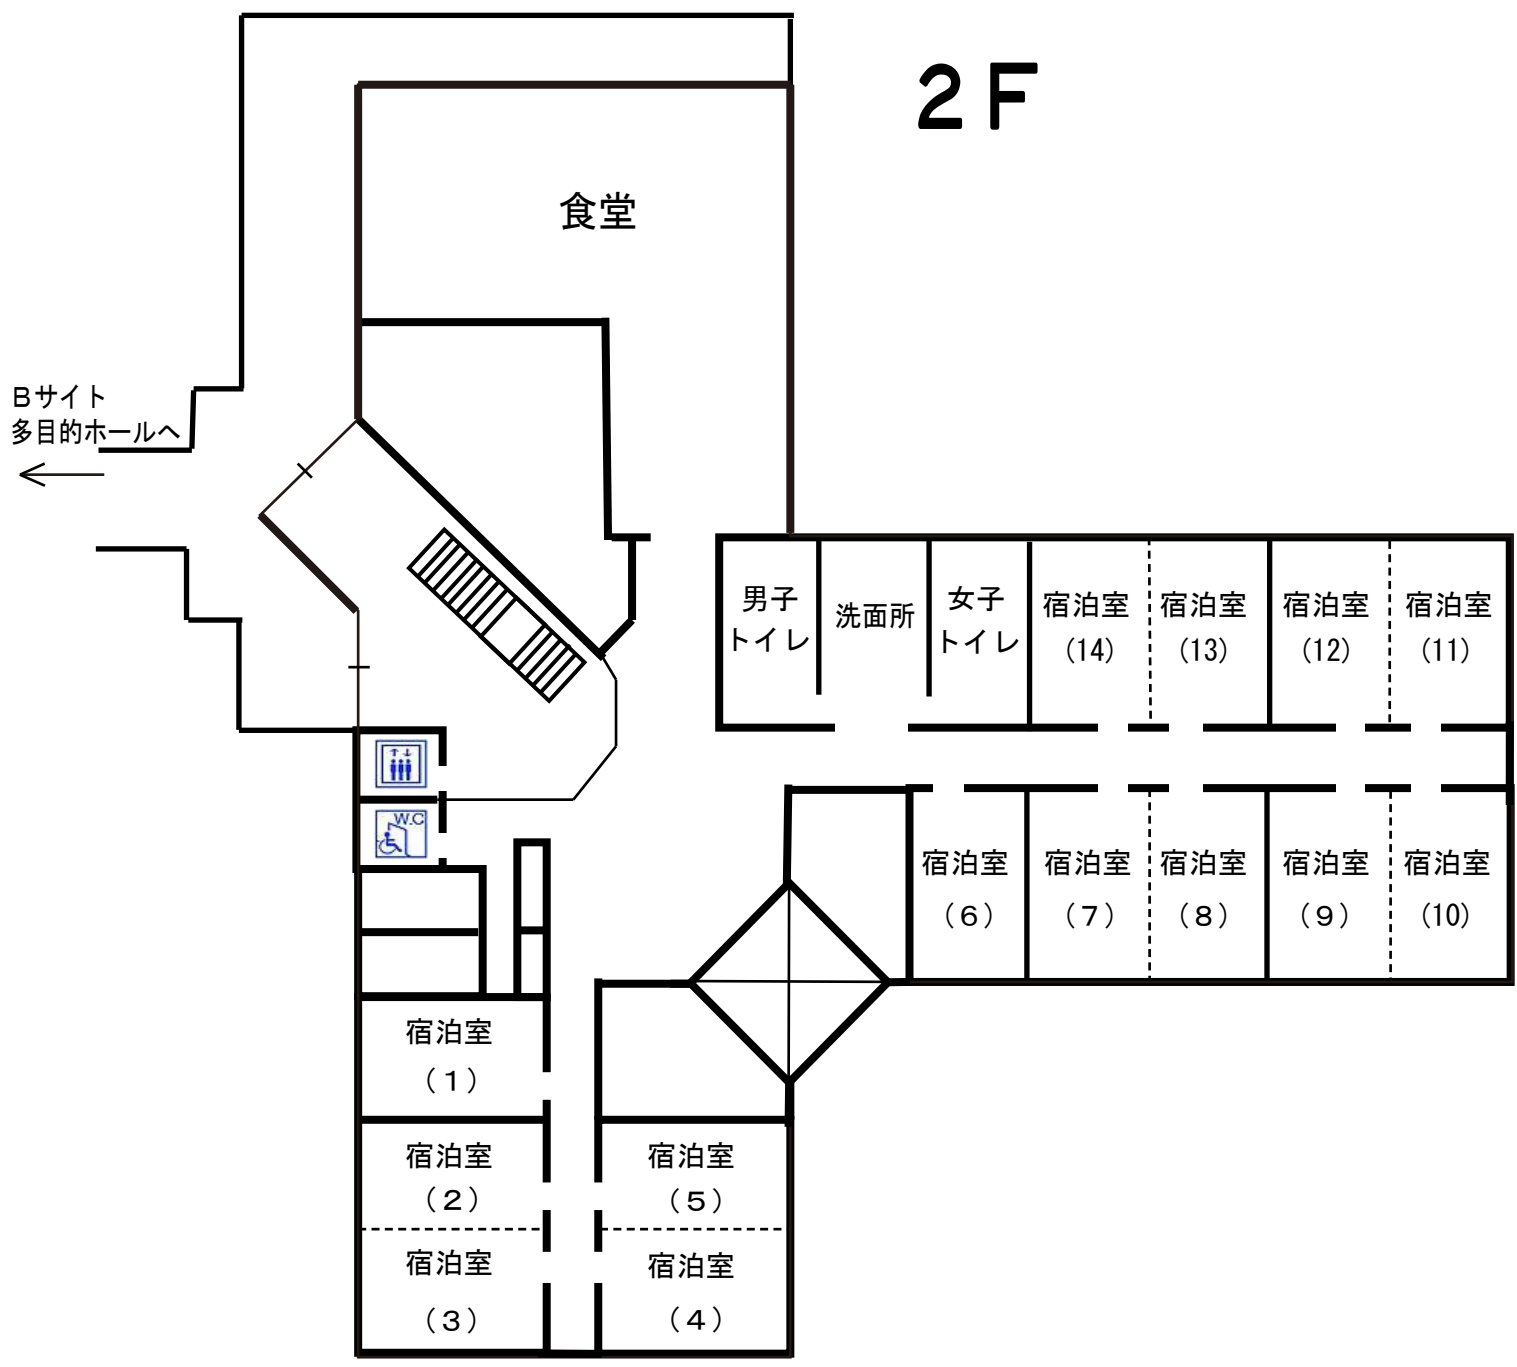 ２Ｆ
食堂
Ｂサイト
多目的ホールへ
男子
トイレ
洗面所
女子
トイレ
宿泊室
(14)
宿泊室
(13)
宿泊室
(12)
宿泊室
(11)
W.C
宿泊室
（６）
宿泊室
（７）
宿泊室
（８）
宿泊室
（９）
宿泊室
(10)
宿泊室
（１）
宿泊室
（２）
宿泊室
（５）
宿泊室
（３）
宿泊室
（４）